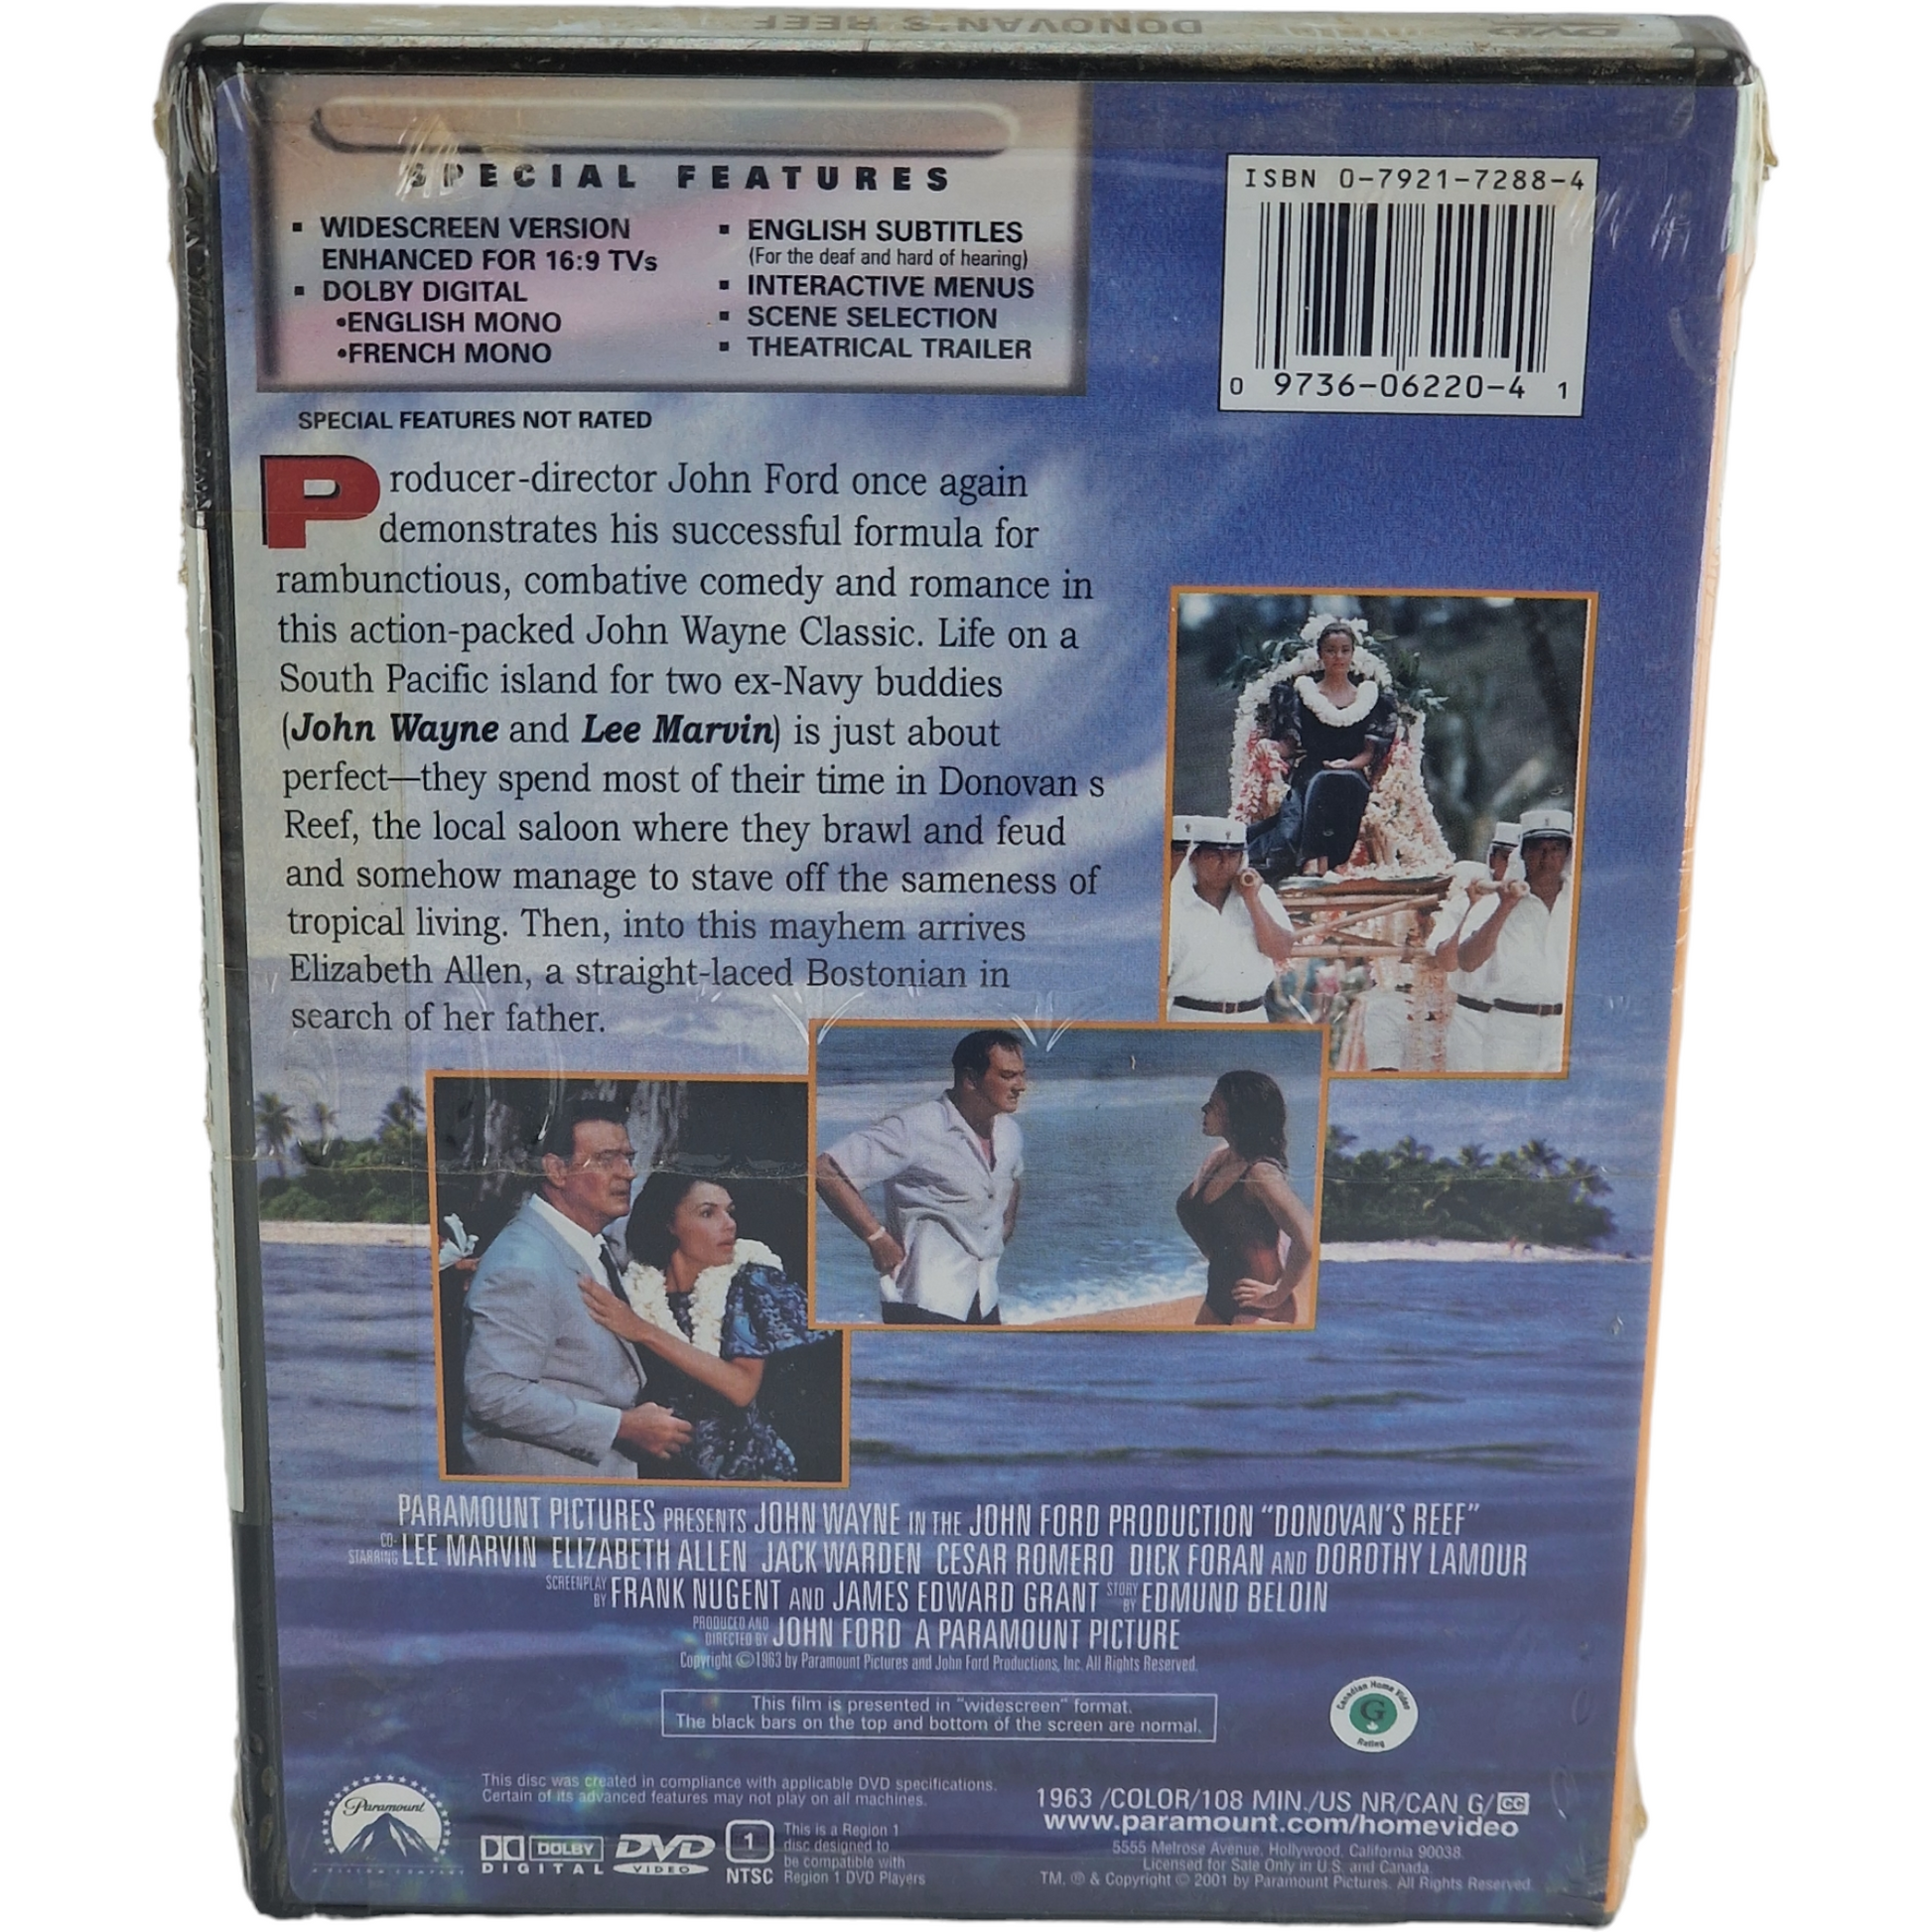 DONOVAN'S REEF
DVD
SPECIAL FEATURES
▪ WIDESCREEN VERSION
ENHANCED FOR 16:9 TVs
▪ DOLBY DIGITAL
•ENGLISH MONO
•FRENCH MONO
▪ ENGLISH SUBTITLES
(For the deaf and hard of hearing)
▪ INTERACTIVE MENUS
▪ SCENE SELECTION
▪ THEATRICAL TRAILER
ISBN 0-7921-7288-4
0 9736-06220-4 1
SPECIAL FEATURES NOT RATED
Producer-director John Ford once again
demonstrates his successful formula for
rambunctious, combative comedy and romance in
this action-packed John Wayne Classic. Life on a
South Pacific island for two ex-Navy buddies
(John Wayne and Lee Marvin) is just about
perfect—they spend most of their time in Donovan s
Reef, the local saloon where they brawl and feud
and somehow manage to stave off the sameness of
tropical living. Then, into this mayhem arrives
Elizabeth Allen, a straight-laced Bostonian in
search of her father.
PARAMOUNT PICTURES PRESENTS JOHN WAYNE IN THE JOHN FORD PRODUCTION "DONOVAN'S REEF"
CO-STARRING LEE MARVIN ELIZABETH ALLEN JACK WARDEN CESAR ROMERO DICK FORAN AND DOROTHY LAMOUR
SCREENPLAY BY FRANK NUGENT AND JAMES EDWARD GRANT STORY BY EDMUND BELOIN
PRODUCED AND DIRECTED BY JOHN FORD A PARAMOUNT PICTURE
Copyright ©1963 by Paramount Pictures and John Ford Productions, Inc. All Rights Reserved.
This film is presented in "widescreen" format.
The black bars on the top and bottom of the screen are normal.
Canadian Home Video
G
Rating
Paramount
This disc was created in compliance with applicable DVD specifications.
Certain of its advanced features may not play on all machines.
DOLBY
DIGITAL
DVD
VIDEO
1
NTSC
This is a Region 1
disc designed to
be compatible with
Region 1 DVD Players
1963 /COLOR/108 MIN./US NR/CAN G/CC
www.paramount.com/homevideo
5555 Melrose Avenue, Hollywood, California 90038.
Licensed for Sale Only in U.S. and Canada.
TM, ® & Copyright © 2001 by Paramount Pictures. All Rights Reserved.